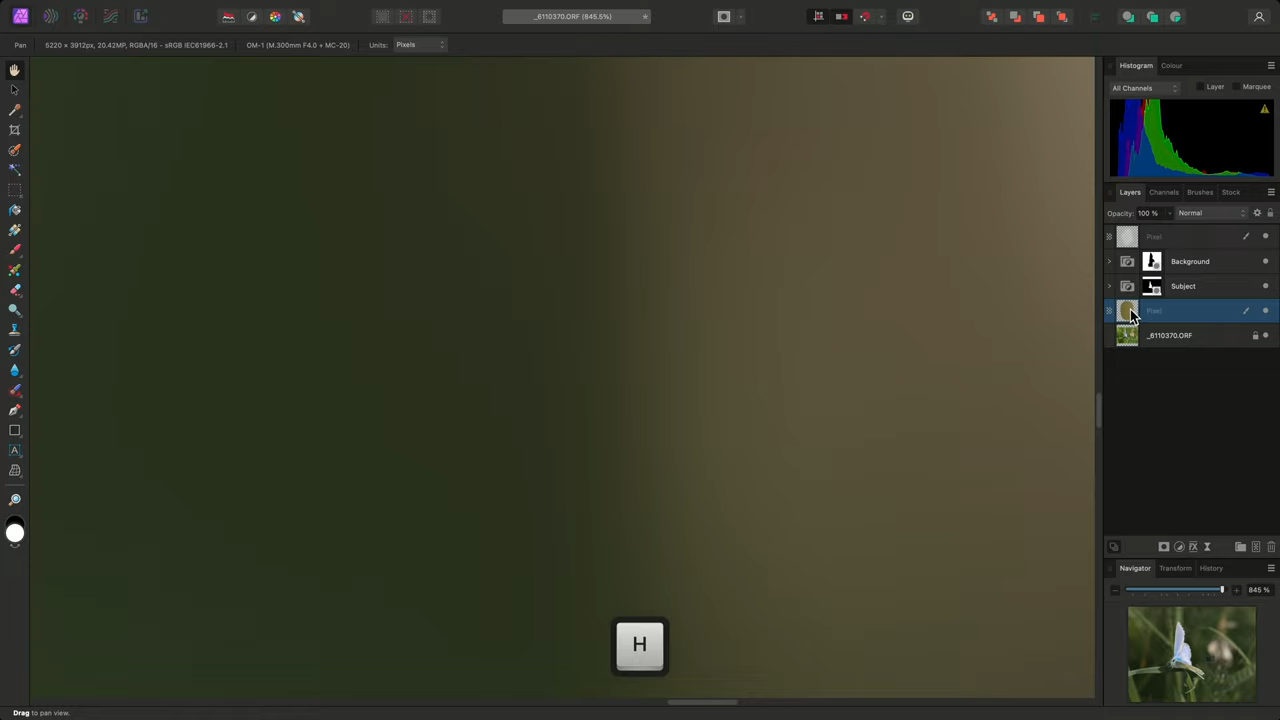 _6110370.ORF (845.5%)
Pan
5220 × 3912px, 20.42MP, RGBA/16 - sRGB IEC61966-2.1
OM-1 (M.300mm F4.0 + MC-20)
Units:
Pixels
Histogram
Colour
All Channels
Layer
Marquee
Layers
Channels
Brushes
Stock
Opacity:
100 %
Normal
Pixel
Background
Subject
Pixel
_6110370.ORF
A
H
Navigator
Transform
History
845 %
Drag to pan view.